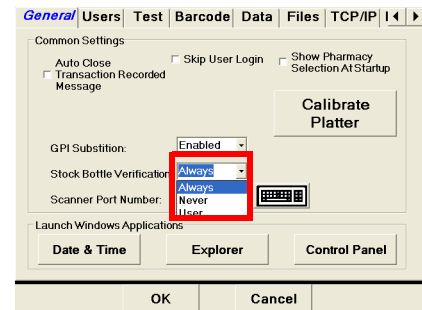 General Users Test Barcode Data Files TCP/IP
Common Settings
Auto Close Transaction Recorded Message
Skip User Login
Show Pharmacy Selection At Startup
Calibrate Platter
GPI Substition: Enabled
Stock Bottle Verification Always
Always
Never
User
Scanner Port Number:
Launch Windows Applications
Date & Time Explorer Control Panel
OK Cancel